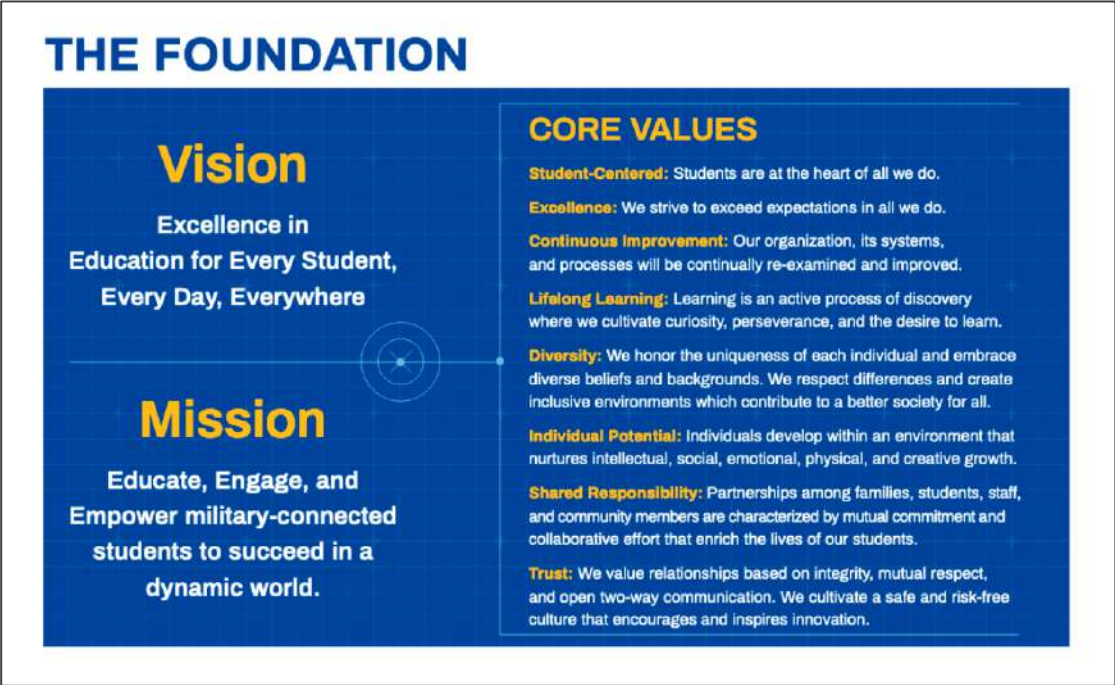 THE FOUNDATION
Vision
Excellence in
Education for Every Student,
Every Day, Everywhere
Mission
Educate, Engage, and
Empower military-connected
students to succeed in a
dynamic world.
CORE VALUES
Student-Centered: Students are at the heart of all we do.
Excellence: We strive to exceed expectations in all we do.
Continuous Improvement: Our organization, its systems,
and processes will be continually re-examined and improved.
Lifelong Learning: Learning is an active process of discovery
where we cultivate curiosity, perseverance, and the desire to learn.
Diversity: We honor the uniqueness of each individual and embrace
diverse beliefs and backgrounds. We respect differences and create
inclusive environments which contribute to a better society for all.
Individual Potential: Individuals develop within an environment that
nurtures intellectual, social, emotional, physical, and creative growth.
Shared Responsibility: Partnerships among families, students, staff,
and community members are characterized by mutual commitment and
collaborative effort that enrich the lives of our students.
Trust: We value relationships based on integrity, mutual respect,
and open two-way communication. We cultivate a safe and risk-free
culture that encourages and inspires innovation.